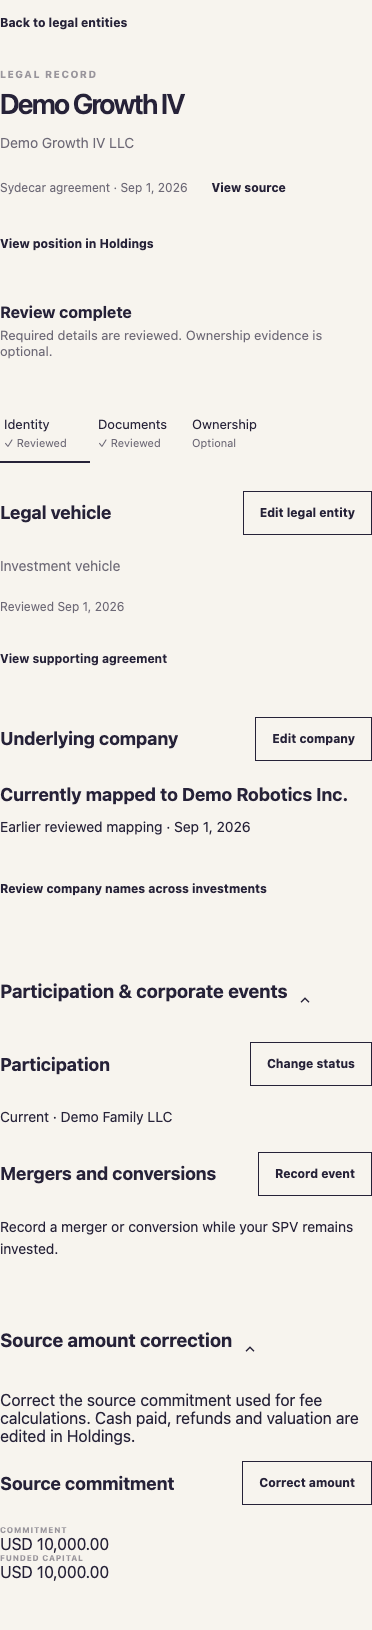 Back to legal entities
LEGAL RECORD
Demo Growth IV
Demo Growth IV LLC
Sydecar agreement · Sep 1, 2026 View source
View position in Holdings
Review complete
Required details are reviewed. Ownership evidence is
optional.
Identity Documents Ownership
✓ Reviewed ✓ Reviewed Optional
Legal vehicle Edit legal entity
Investment vehicle
Reviewed Sep 1, 2026
View supporting agreement
Underlying company Edit company
Currently mapped to Demo Robotics Inc.
Earlier reviewed mapping · Sep 1, 2026
Review company names across investments
Participation & corporate events
Participation Change status
Current · Demo Family LLC
Mergers and conversions Record event
Record a merger or conversion while your SPV remains
invested.
Source amount correction
Correct the source commitment used for fee
calculations. Cash paid, refunds and valuation are
edited in Holdings.
Source commitment Correct amount
COMMITMENT
USD 10,000.00
FUNDED CAPITAL
USD 10,000.00